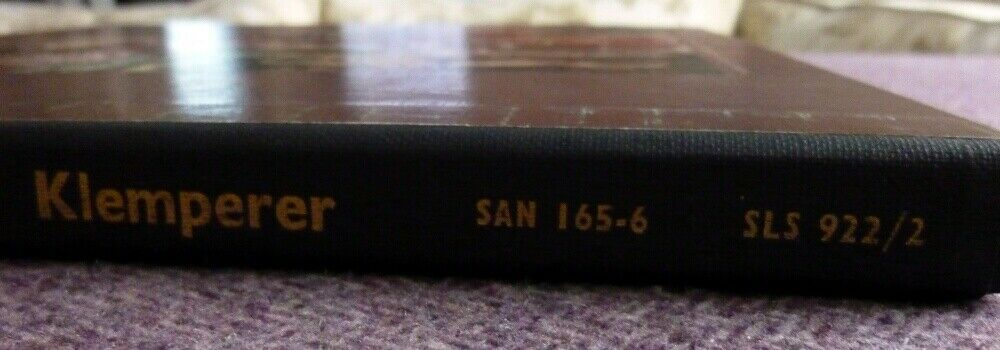 Klemperer SAN 165-6 SLS 922/2